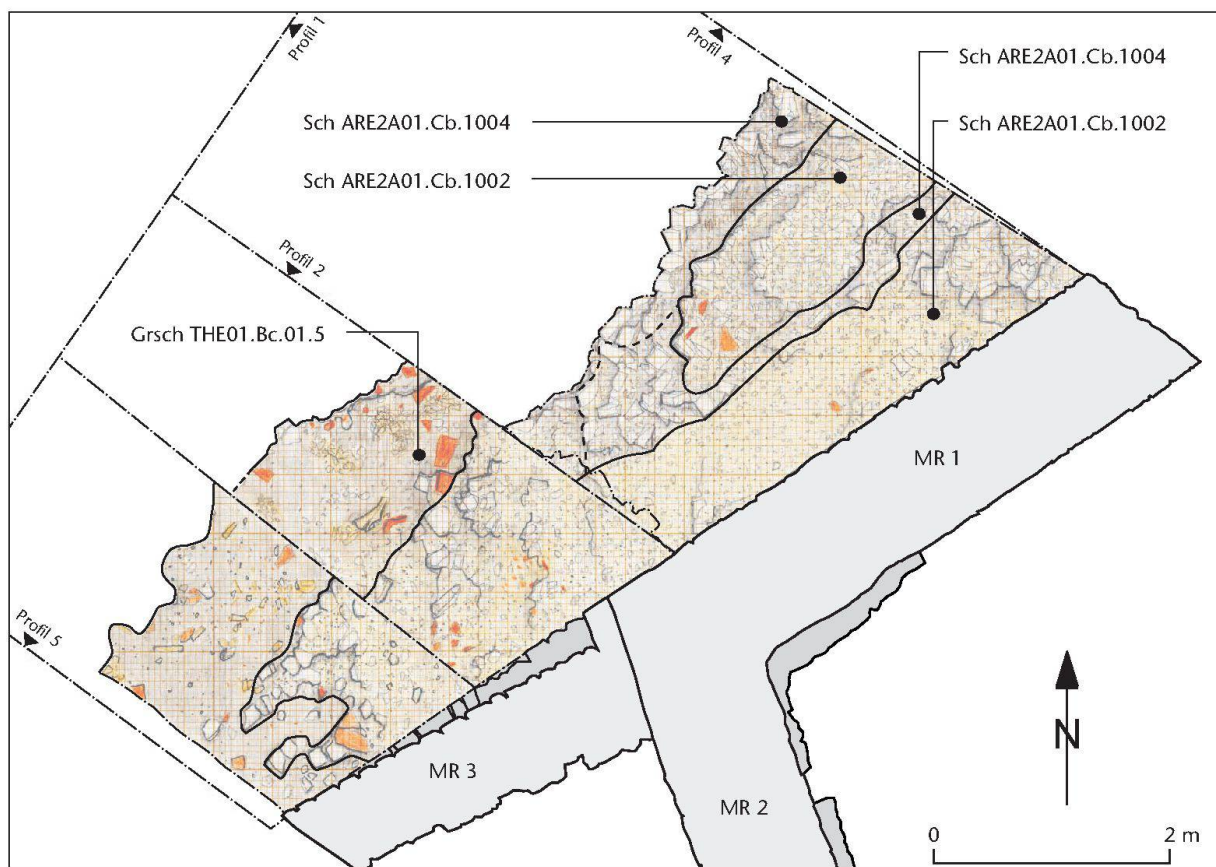 Profil 1
Profil 4
Sch ARE2A01.Cb.1004
Sch ARE2A01.Cb.1004
Sch ARE2A01.Cb.1002
Sch ARE2A01.Cb.1002
Profil 2
Grsch THE01.Bc.01.5
MR 1
Profil 5
N
MR 3
MR 2
0
2 m